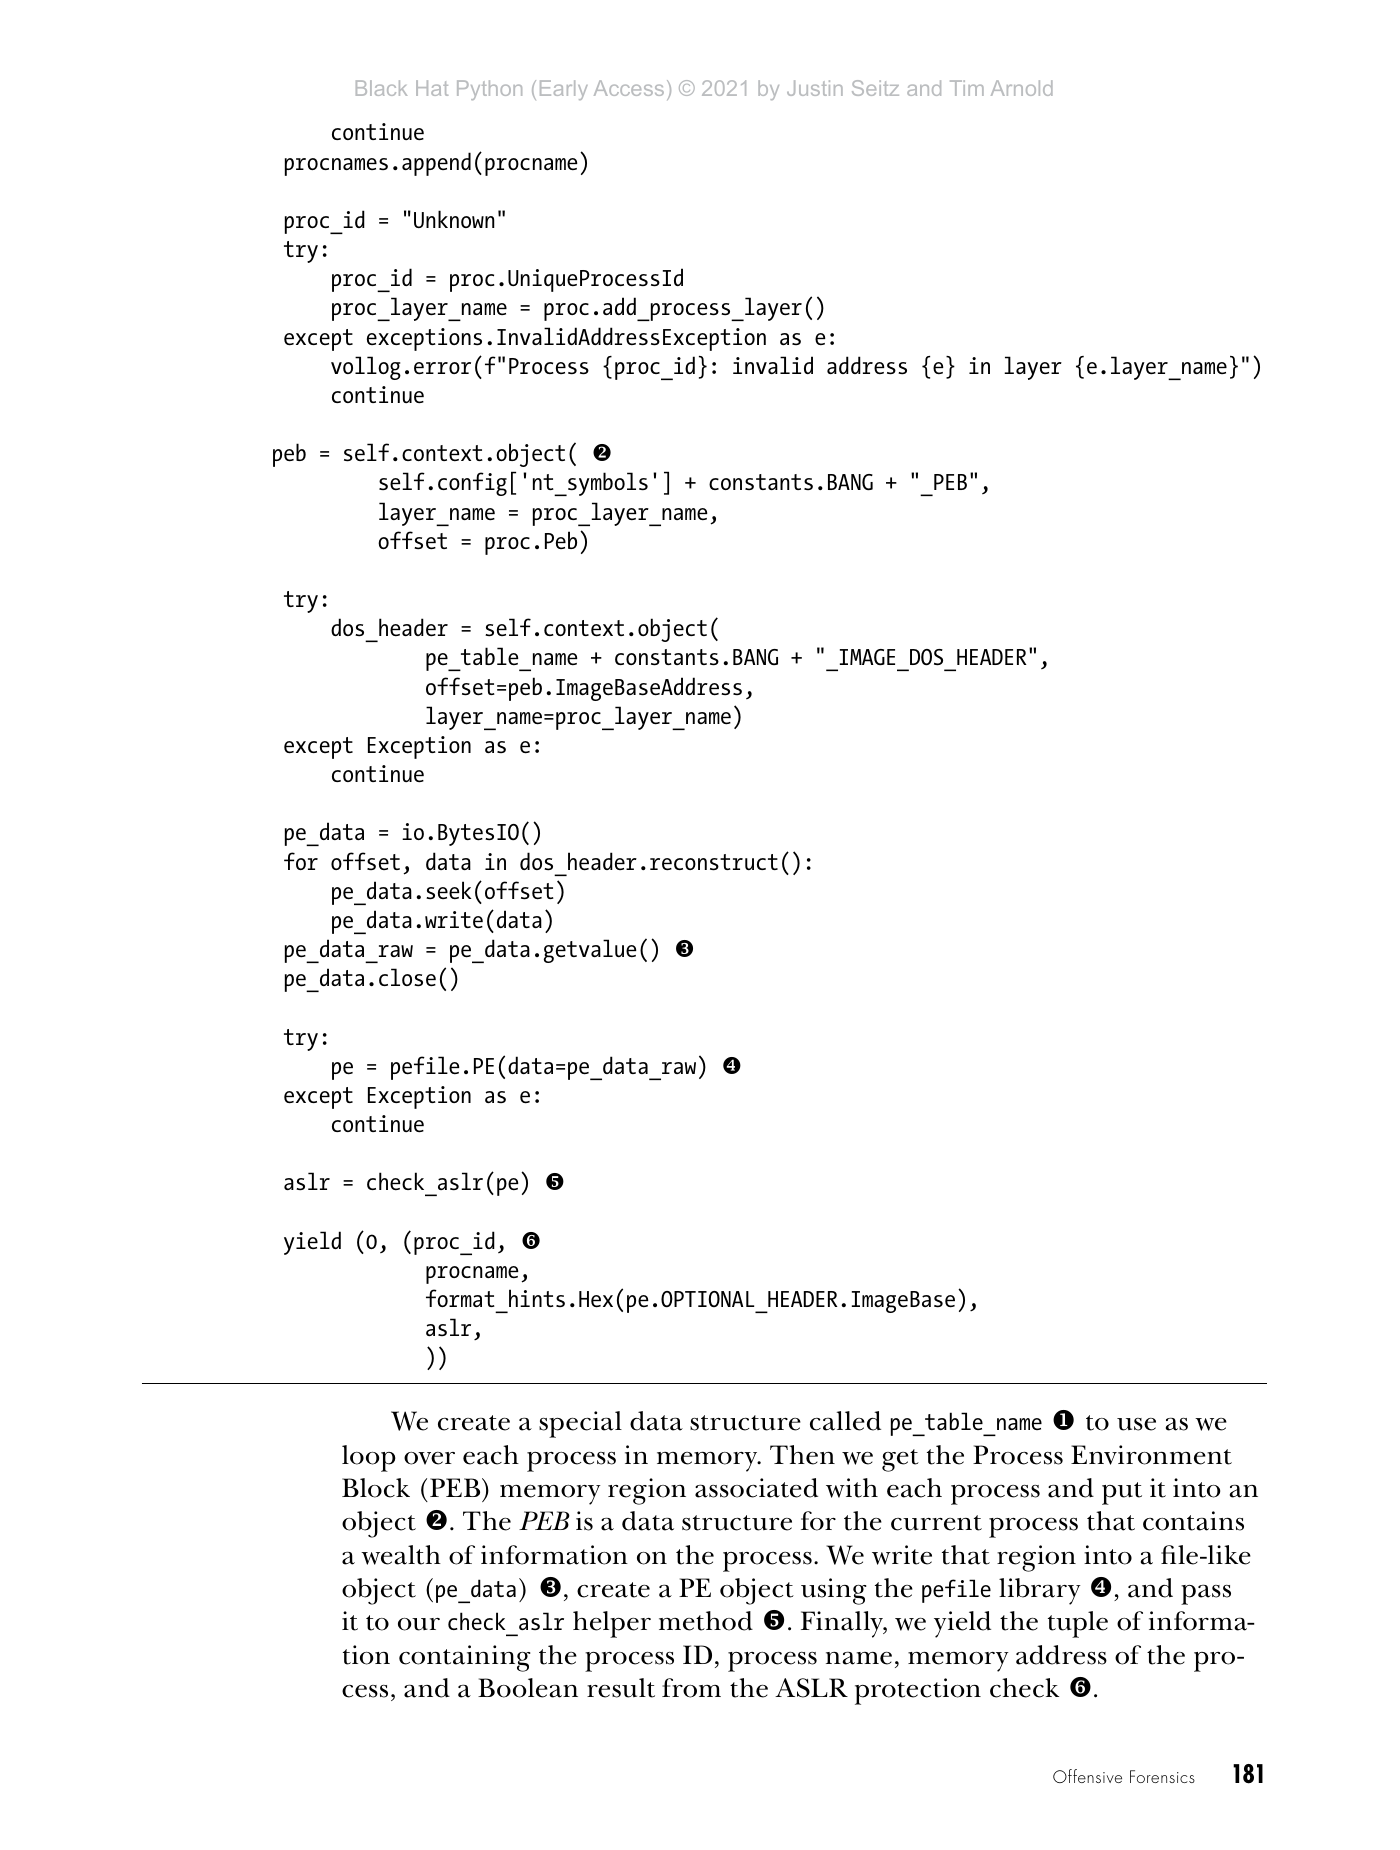 Black Hat Python (Early Access) © 2021 by Justin Seitz and Tim Arnold
                continue
            procnames.append(procname)

            proc_id = "Unknown"
            try:
                proc_id = proc.UniqueProcessId
                proc_layer_name = proc.add_process_layer()
            except exceptions.InvalidAddressException as e:
                vollog.error(f"Process {proc_id}: invalid address {e} in layer {e.layer_name}")
                continue

           peb = self.context.object( ❷
                    self.config['nt_symbols'] + constants.BANG + "_PEB",
                    layer_name = proc_layer_name,
                    offset = proc.Peb)

            try:
                dos_header = self.context.object(
                        pe_table_name + constants.BANG + "_IMAGE_DOS_HEADER",
                        offset=peb.ImageBaseAddress,
                        layer_name=proc_layer_name)
            except Exception as e:
                continue

            pe_data = io.BytesIO()
            for offset, data in dos_header.reconstruct():
                pe_data.seek(offset)
                pe_data.write(data)
            pe_data_raw = pe_data.getvalue() ❸
            pe_data.close()

            try:
                pe = pefile.PE(data=pe_data_raw) ❹
            except Exception as e:
                continue

            aslr = check_aslr(pe) ❺

            yield (0, (proc_id, ❻
                        procname,
                        format_hints.Hex(pe.OPTIONAL_HEADER.ImageBase),
                        aslr,
                        ))
We create a special data structure called pe_table_name ❶ to use as we
loop over each process in memory. Then we get the Process Environment
Block (PEB) memory region associated with each process and put it into an
object ❷. The PEB is a data structure for the current process that contains
a wealth of information on the process. We write that region into a file-like
object (pe_data) ❸, create a PE object using the pefile library ❹, and pass
it to our check_aslr helper method ❺. Finally, we yield the tuple of informa-
tion containing the process ID, process name, memory address of the pro-
cess, and a Boolean result from the ASLR protection check ❻.
Offensive Forensics 181